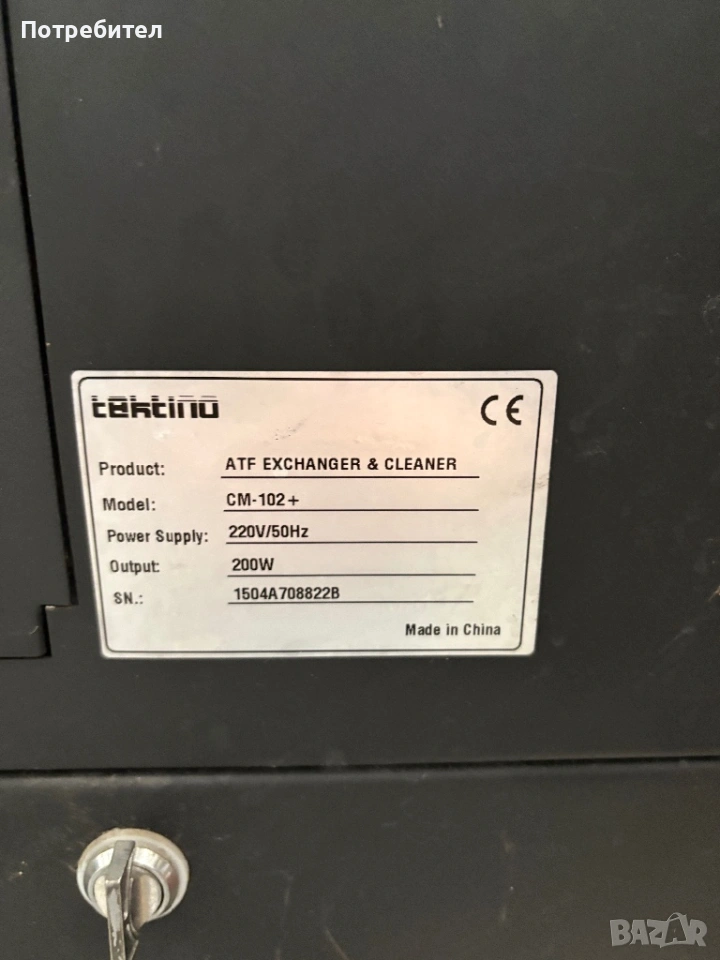 Потребител
tektino
CE
Product: ATF EXCHANGER & CLEANER
Model: CM-102+
Power Supply: 220V/50Hz
Output: 200W
SN.: 1504A708822B
Made in China
BAZAR